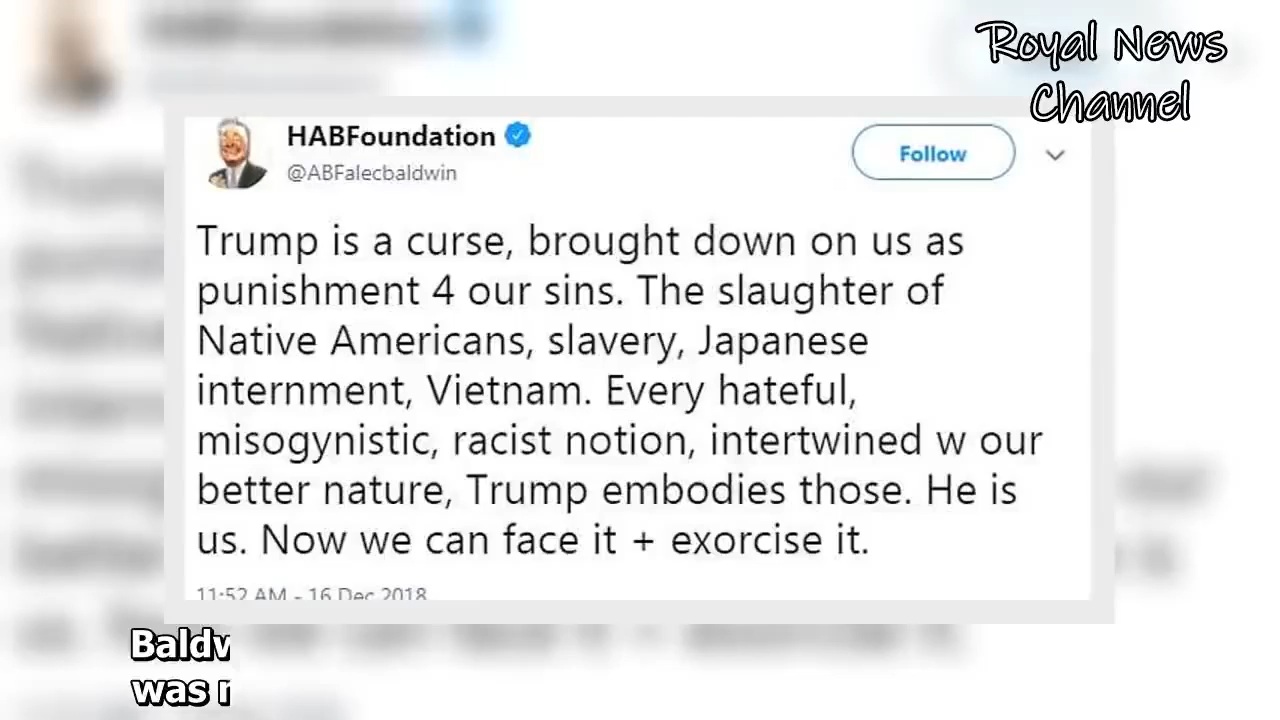 Royal News
Channel
HABFoundation
@ABFalecbaldwin
Follow
Trump is a curse, brought down on us as
punishment 4 our sins. The slaughter of
Native Americans, slavery, Japanese
internment, Vietnam. Every hateful,
misogynistic, racist notion, intertwined w our
better nature, Trump embodies those. He is
us. Now we can face it + exorcise it.
11:52 AM - 16 Dec 2018
was